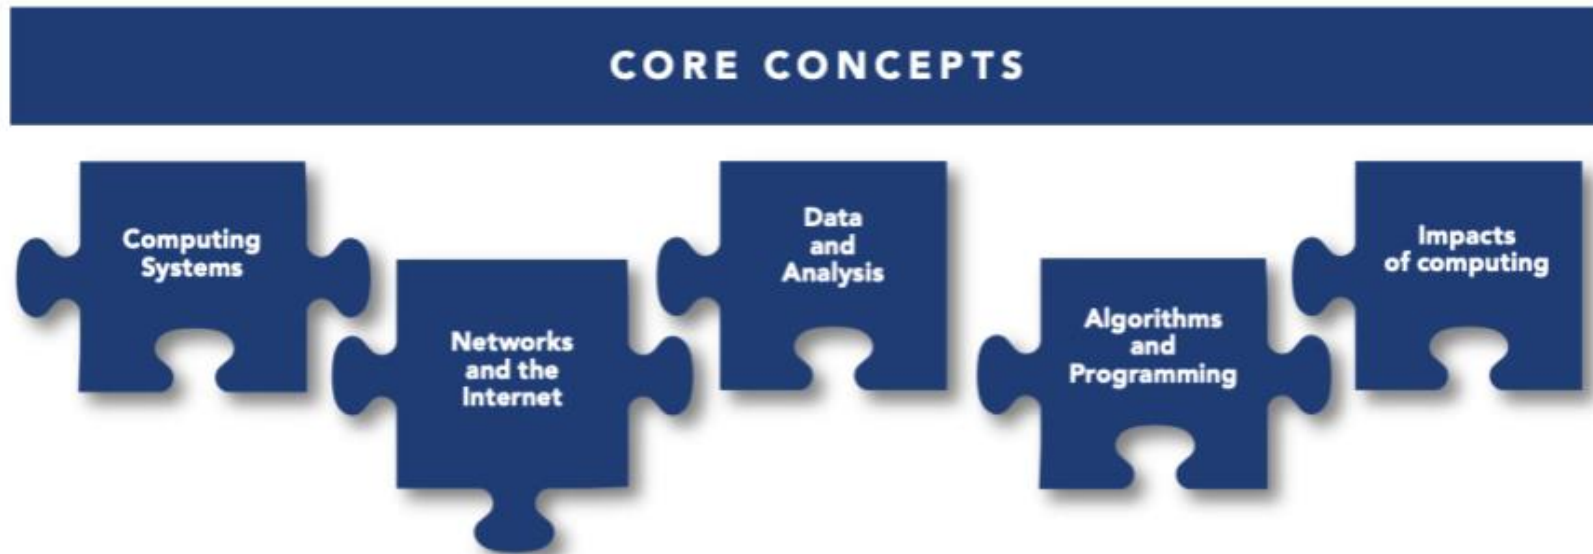 CORE CONCEPTS
Computing
Systems
Networks
and the
Internet
Data
and
Analysis
Algorithms
and
Programming
Impacts
of computing